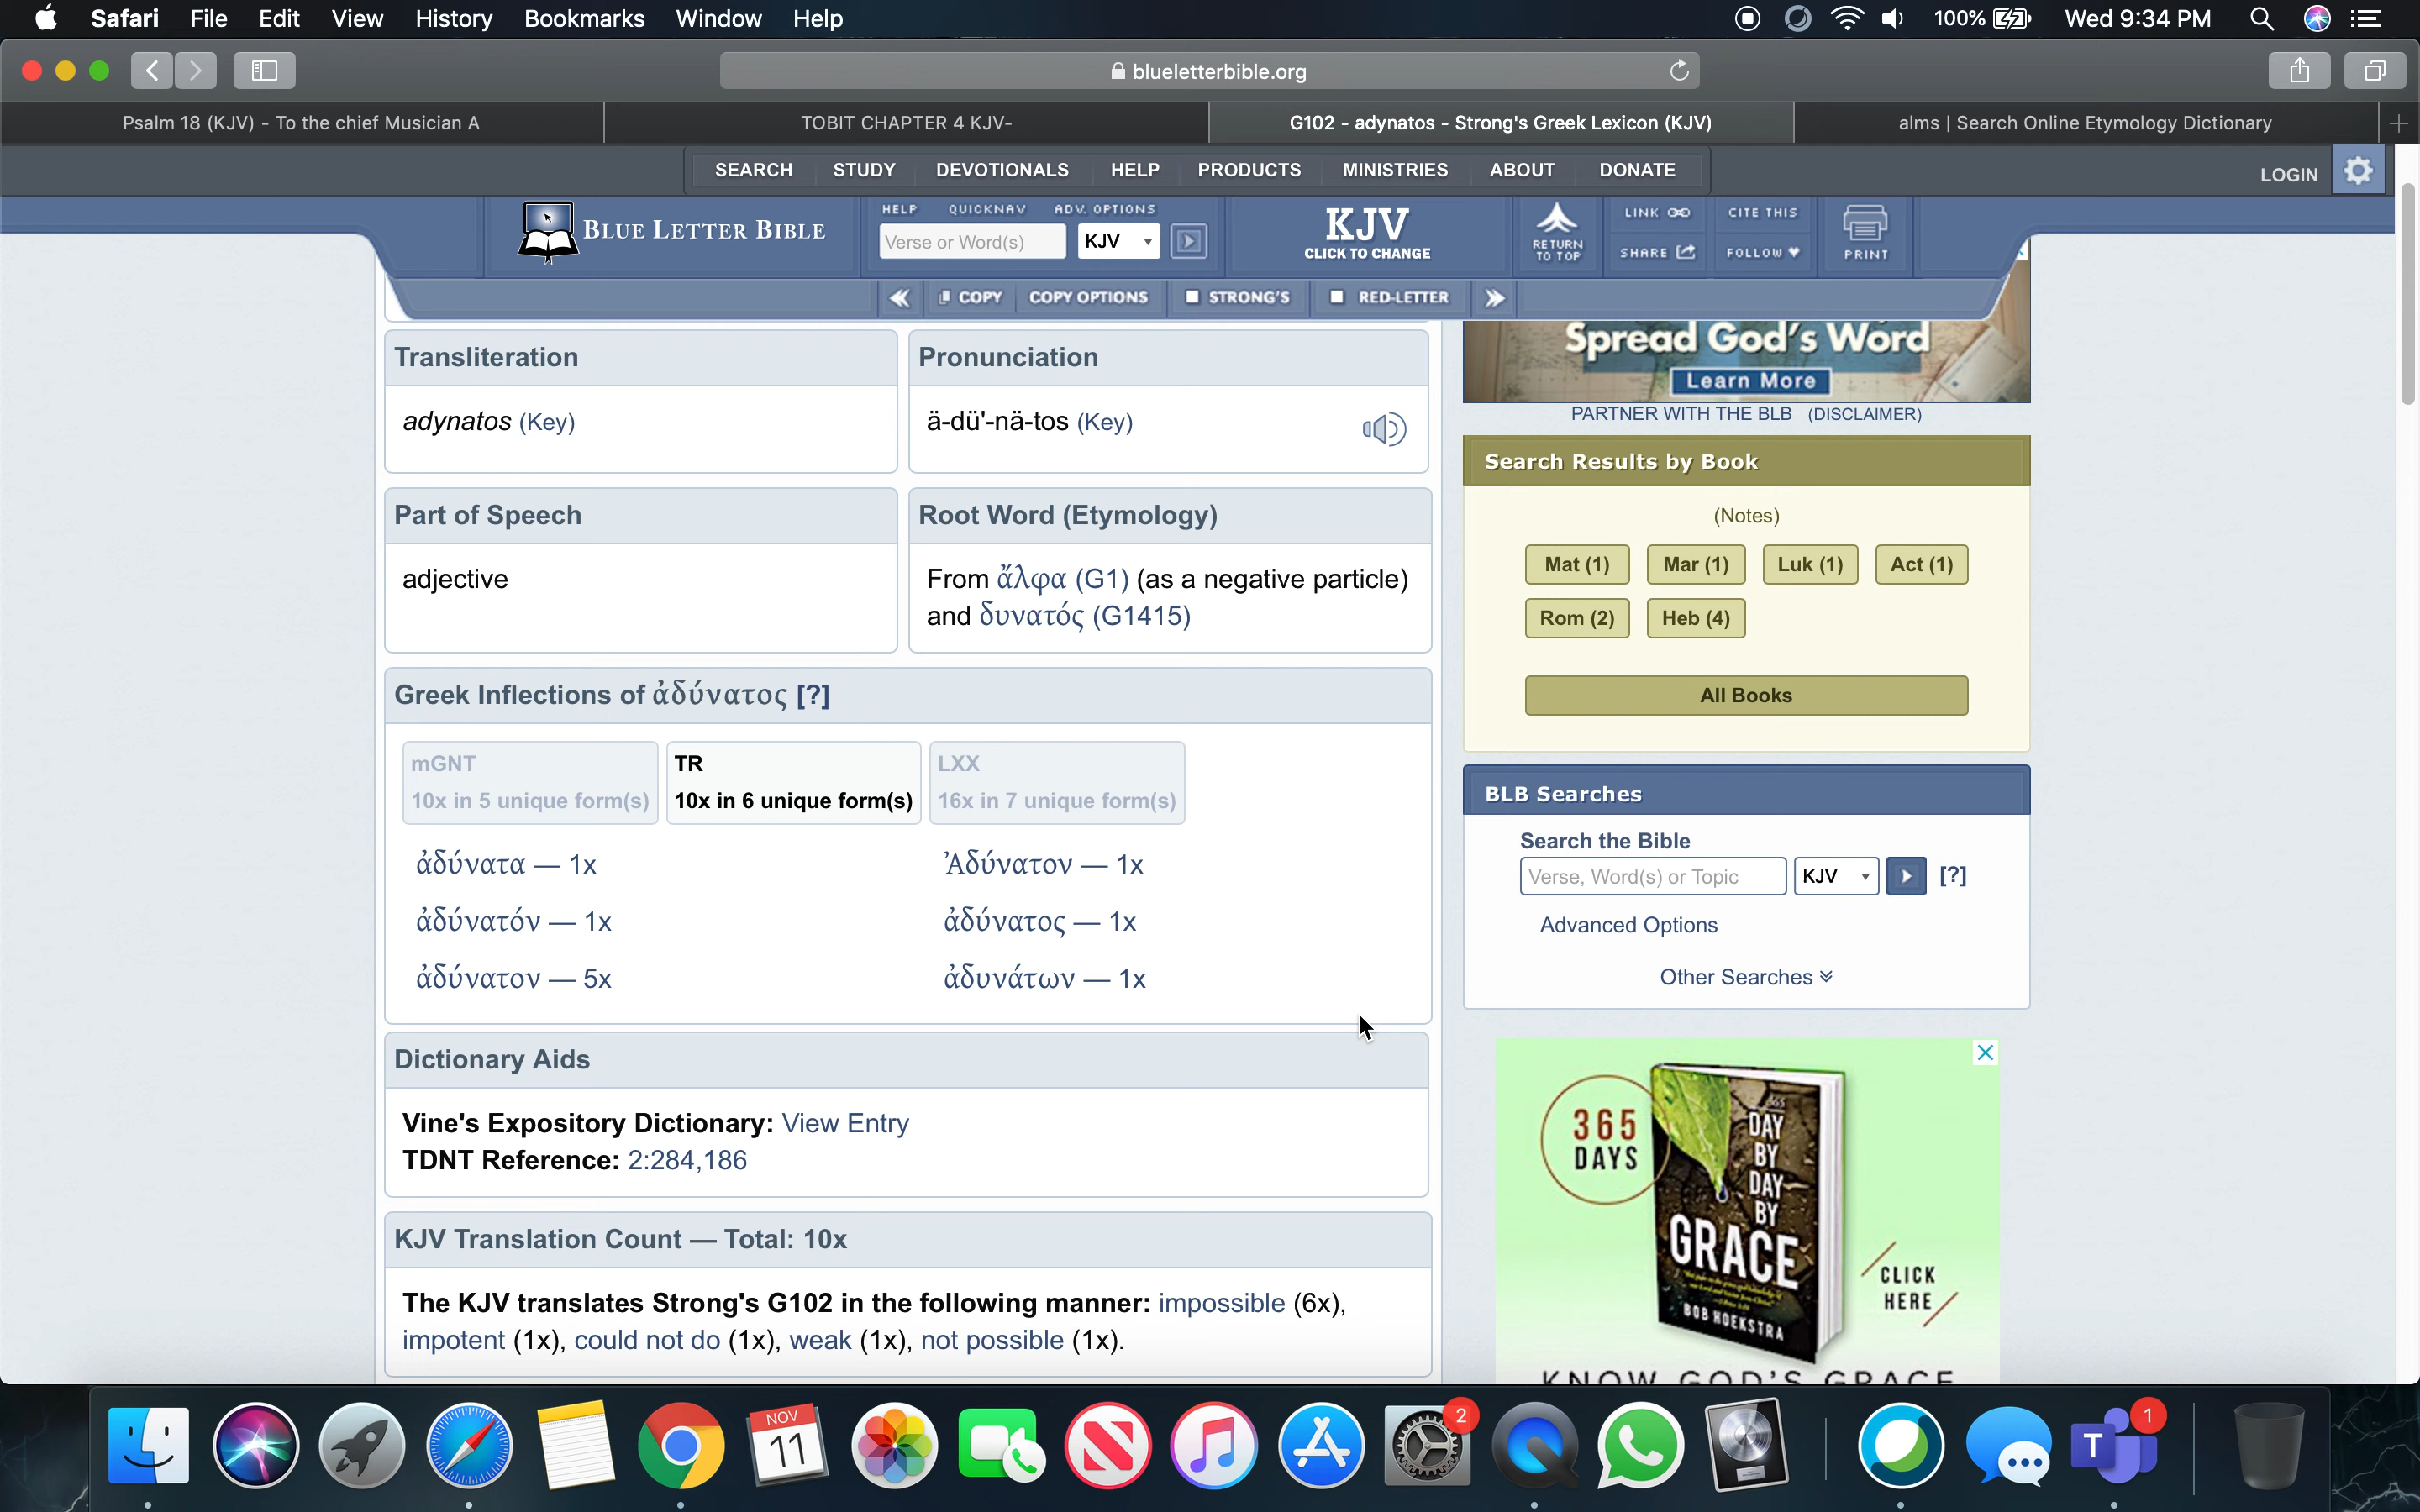 Safari File Edit View History Bookmarks Window Help 100% Wed 9:34 PM
blueletterbible.org
Psalm 18 (KJV) - To the chief Musician A TOBIT CHAPTER 4 KJV- G102 - adynatos - Strong's Greek Lexicon (KJV) alms | Search Online Etymology Dictionary
SEARCH STUDY DEVOTIONALS HELP PRODUCTS MINISTRIES ABOUT DONATE LOGIN
HELP QUICKNAV ADV. OPTIONS
BLUE LETTER BIBLE
Verse or Word(s) KJV
KJV
CLICK TO CHANGE
RETURN
TO TOP
LINK CITE THIS
SHARE FOLLOW
PRINT
COPY COPY OPTIONS STRONG'S RED-LETTER
Transliteration
adynatos (Key)
Pronunciation
ä-dü'-nä-tos (Key)
Part of Speech
adjective
Root Word (Etymology)
From ἄλφα (G1) (as a negative particle)
and δυνατός (G1415)
Greek Inflections of ἀδύνατος [?]
mGNT
10x in 5 unique form(s)
TR
10x in 6 unique form(s)
LXX
16x in 7 unique form(s)
ἀδύνατα — 1x
Ἀδύνατον — 1x
ἀδύνατόν — 1x
ἀδύνατος — 1x
ἀδύνατον — 5x
ἀδυνάτων — 1x
Dictionary Aids
Vine's Expository Dictionary: View Entry
TDNT Reference: 2:284,186
KJV Translation Count — Total: 10x
The KJV translates Strong's G102 in the following manner: impossible (6x),
impotent (1x), could not do (1x), weak (1x), not possible (1x).
Spread God's Word
Learn More
PARTNER WITH THE BLB (DISCLAIMER)
Search Results by Book
(Notes)
Mat (1) Mar (1) Luk (1) Act (1)
Rom (2) Heb (4)
All Books
BLB Searches
Search the Bible
Verse, Word(s) or Topic KJV [?]
Advanced Options
Other Searches
365
DAYS
365
DAY
BY
DAY
BY
GRACE
BOB HOEKSTRA
CLICK
HERE
KNOW GOD'S GRACE
NOV
11
2
T
1